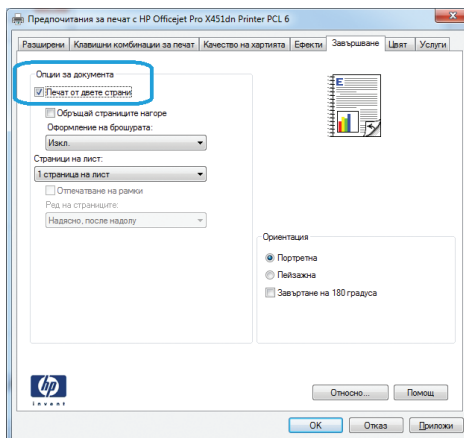 Предпочитания за печат с HP Officejet Pro X451dn Printer PCL 6
Разширени Клавишни комбинации за печат Качество на хартията Ефекти Завършване Цвят Услуги
Опции за документа
Печат от двете страни
Обръщай страниците нагоре
Оформление на брошурата:
Изкл.
Страници на лист:
1 страница на лист
Отпечатване на рамки
Ред на страниците:
Надясно, после надолу
E
Ориентация
Портретна
Пейзажна
Завъртане на 180 градуса
hp
invent
Относно... Помощ
OK Отказ Приложи